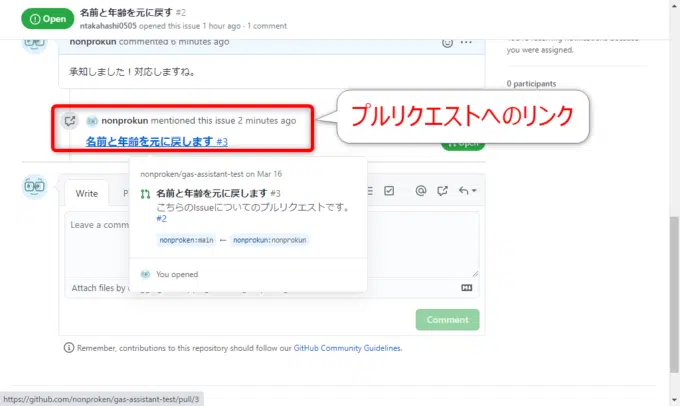 Open
名前と年齢を元に戻す #2
ntakahashi0505 opened this issue 1 hour ago · 1 comment
you were assigned.
nonprokun commented 6 minutes ago
承知しました！対応しますね。
0 participants
nonprokun mentioned this issue 2 minutes ago
名前と年齢を元に戻します #3
プルリクエストへのリンク
nonproken/gas-assistant-test on Mar 16
名前と年齢を元に戻します #3
こちらのIssueについてのプルリクエストです。
#2
nonproken:main ← nonprokun:nonprokun
You opened
Write
Leave a comm
Attach files by
Comment
Remember, contributions to this repository should follow our GitHub Community Guidelines.
https://github.com/nonproken/gas-assistant-test/pull/3